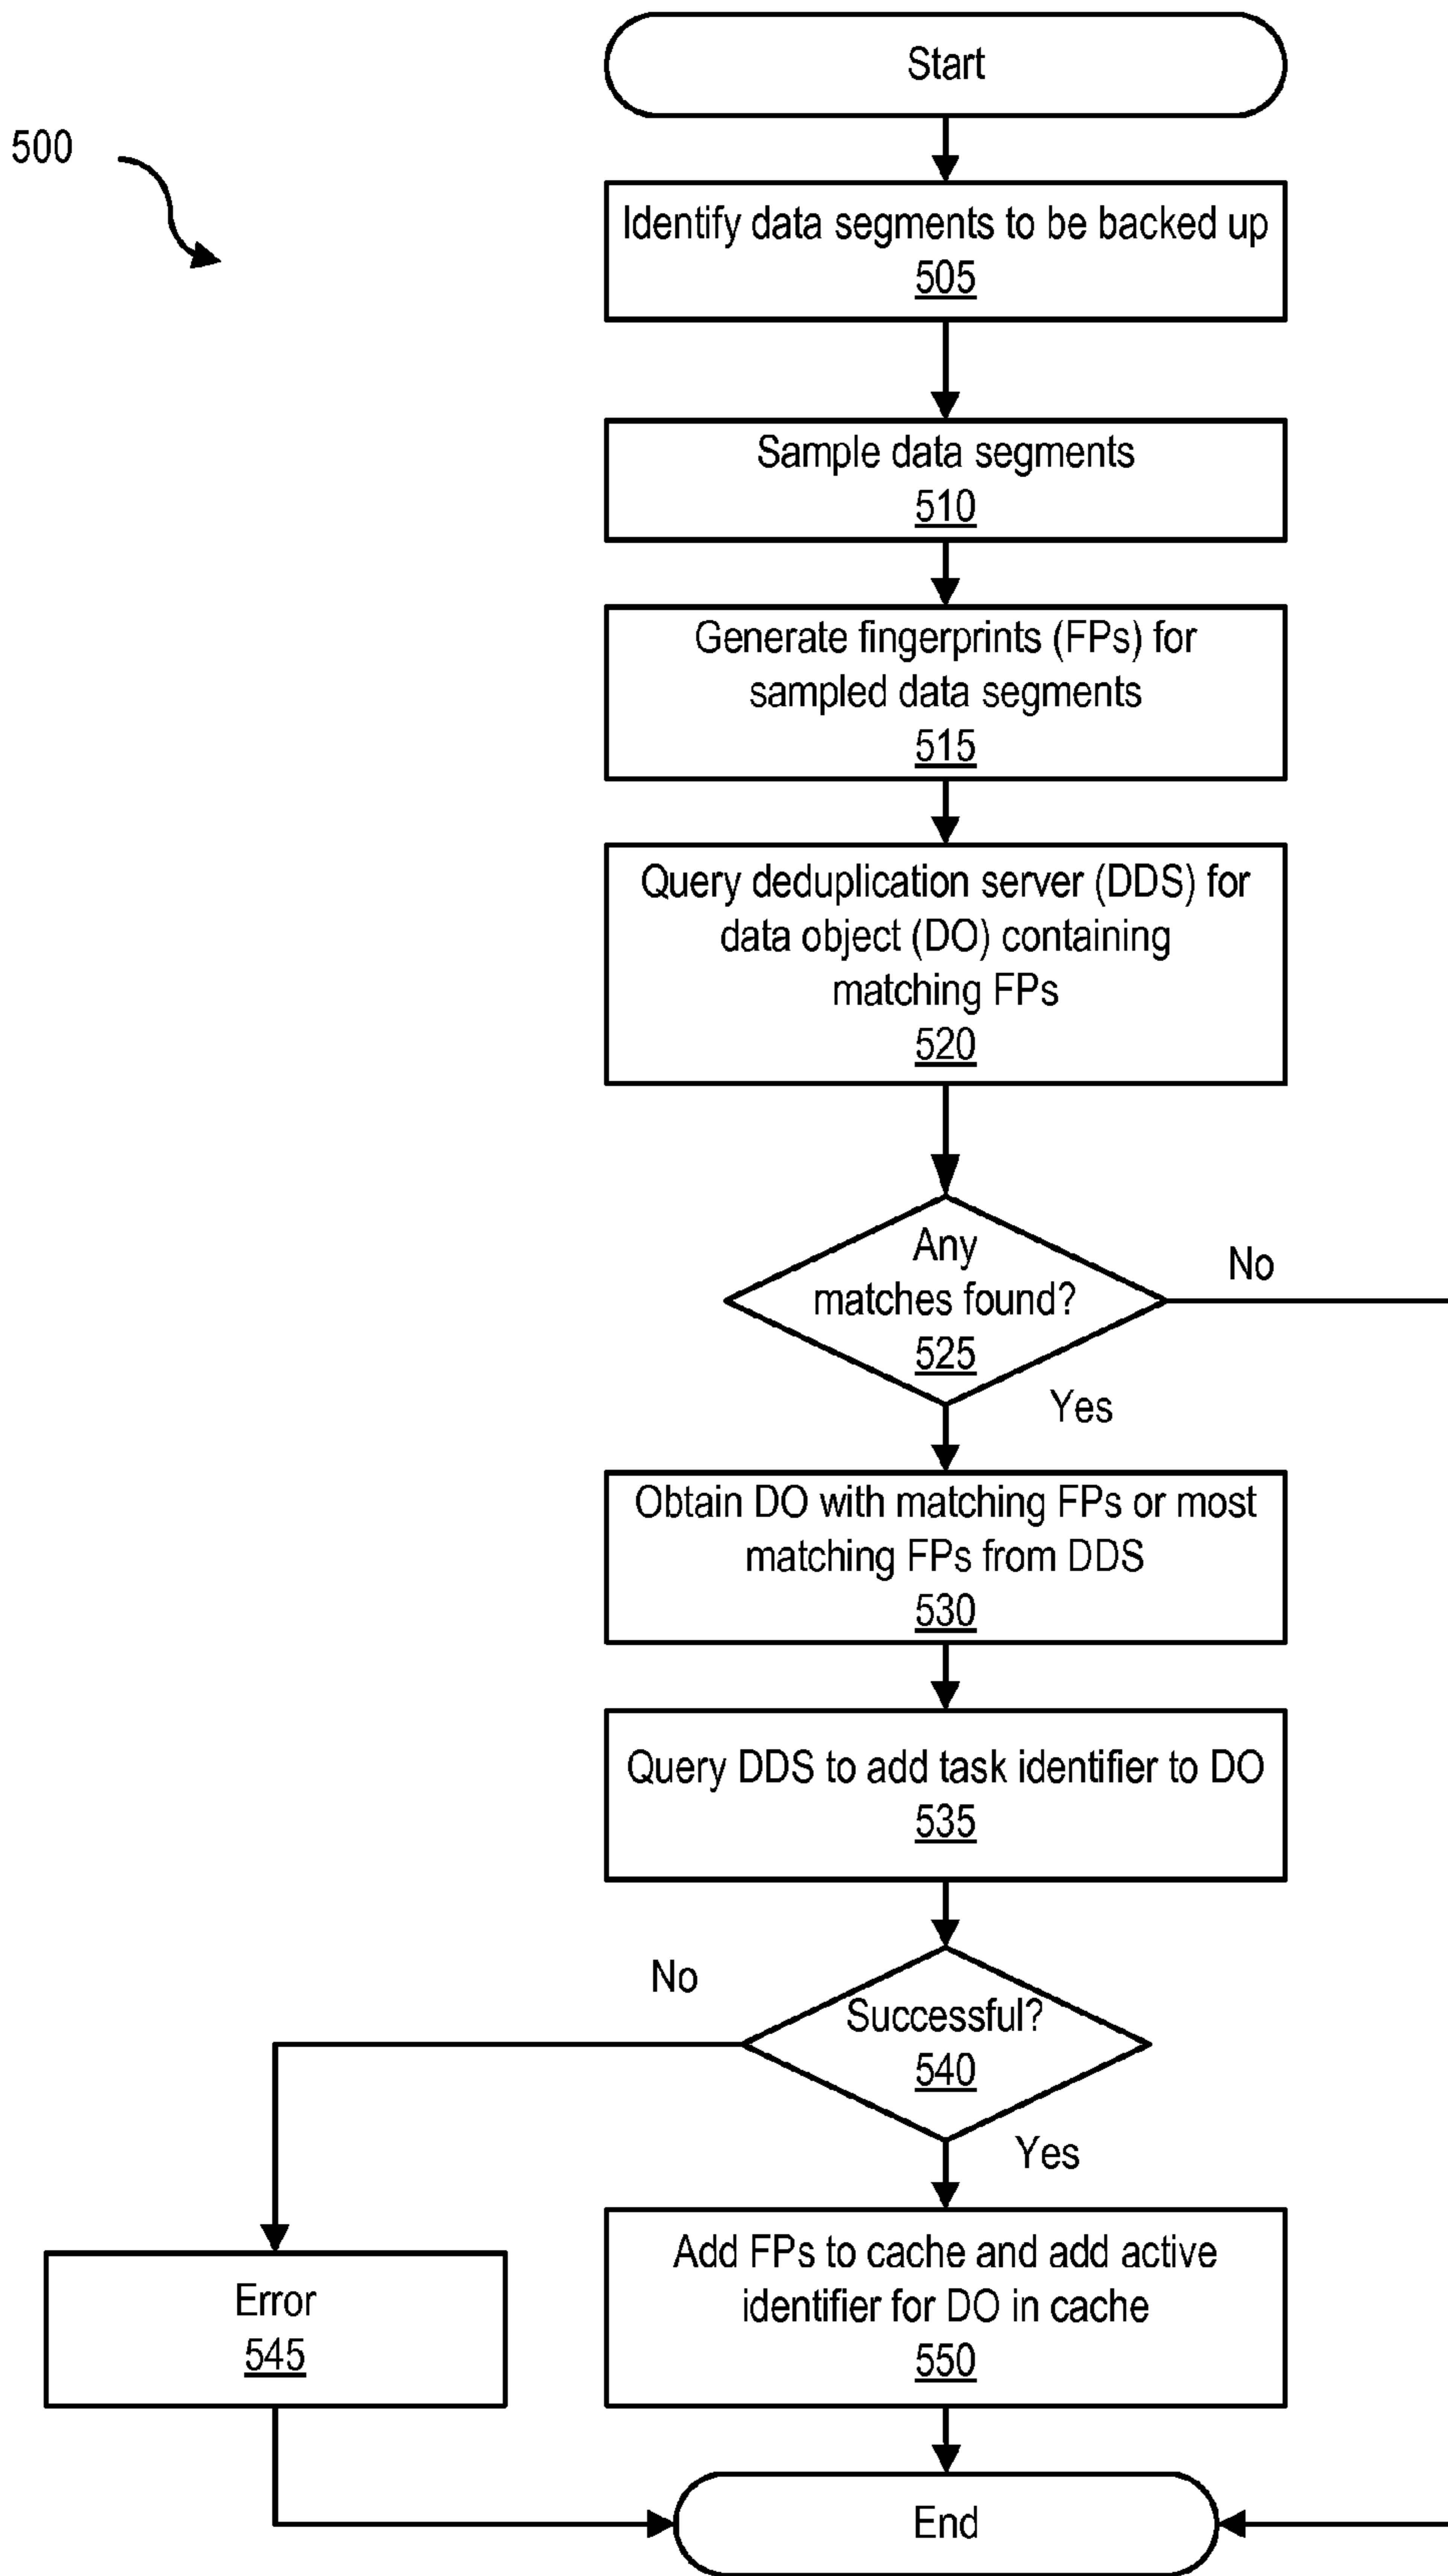 Start
500
Identify data segments to be backed up
505
Sample data segments
510
Generate fingerprints (FPs) for
sampled data segments
515
Query deduplication server (DDS) for
data object (DO) containing
matching FPs
520
Any
matches found?
525
No
Yes
Obtain DO with matching FPs or most
matching FPs from DDS
530
Query DDS to add task identifier to DO
535
No
Successful?
540
Yes
Error
545
Add FPs to cache and add active
identifier for DO in cache
550
End